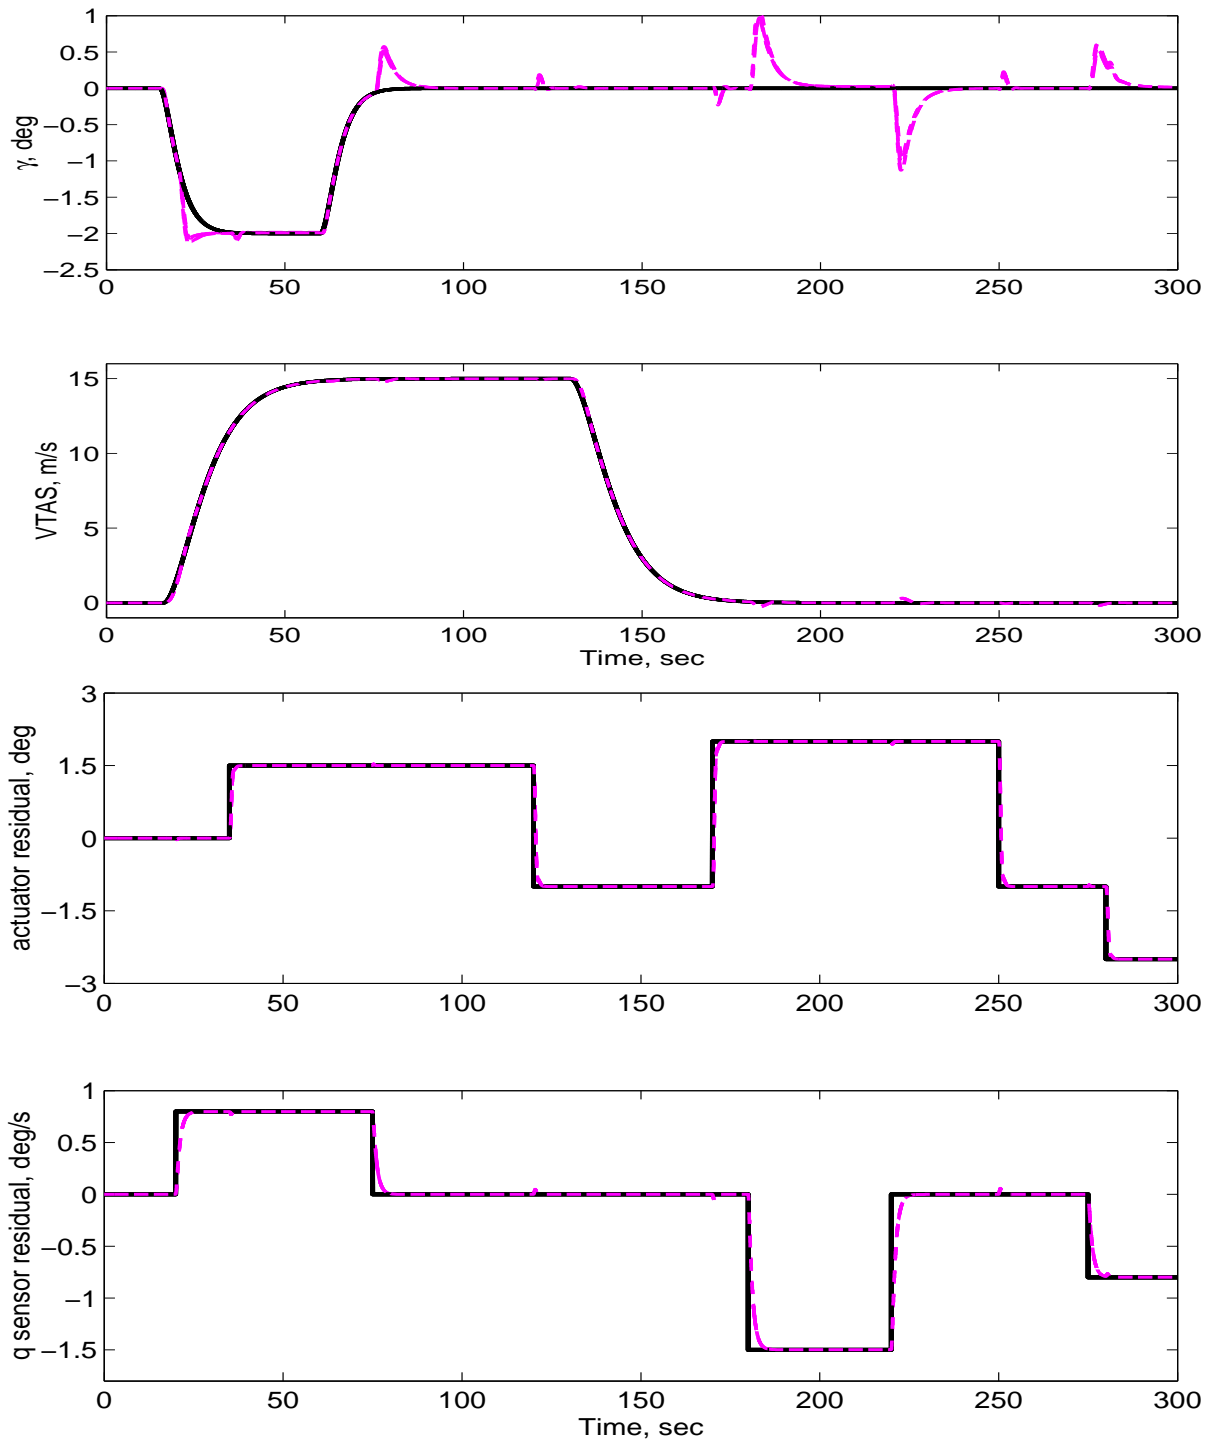 1
0.5
0
−0.5
−1
−1.5
−2
−2.5
γ, deg
0 50 100 150 200 250 300
15
10
5
0
VTAS, m/s
0 50 100 150 200 250 300
Time, sec
3
1.5
0
−1.5
−3
actuator residual, deg
0 50 100 150 200 250 300
1
0.5
0
−0.5
−1
−1.5
q sensor residual, deg/s
0 50 100 150 200 250 300
Time, sec